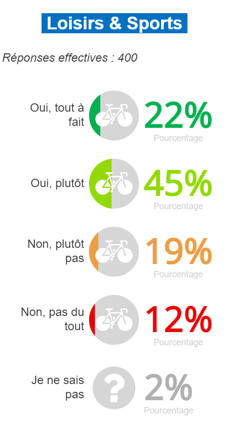 Loisirs & Sports
Réponses effectives : 400
Oui, tout à
fait
22%
Pourcentage
Oui, plutôt
45%
Pourcentage
Non, plutôt
pas
19%
Pourcentage
Non, pas du
tout
12%
Pourcentage
Je ne sais
pas
?
2%
Pourcentage